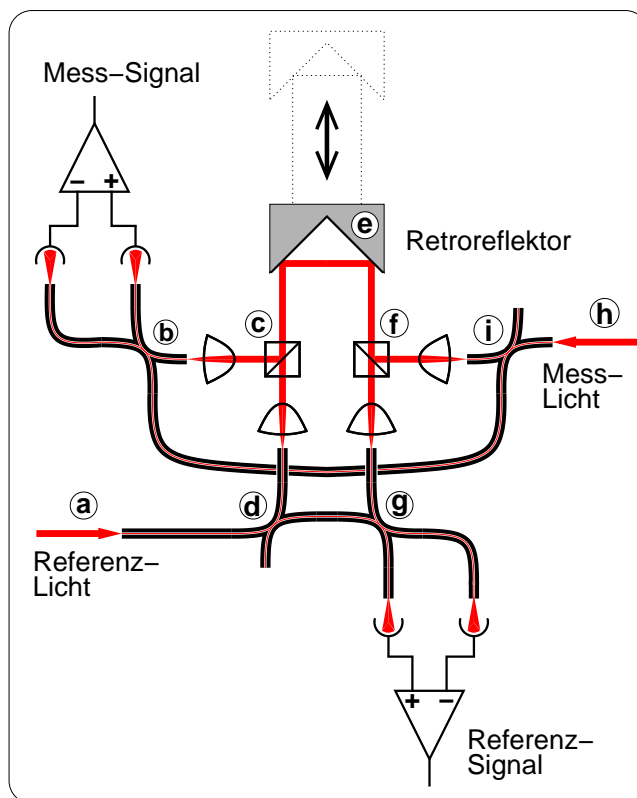 Mess−Signal
− +
e
Retroreflektor
b
c
f
i
h
Mess−
Licht
a
d
g
Referenz−
Licht
+ −
Referenz−
Signal